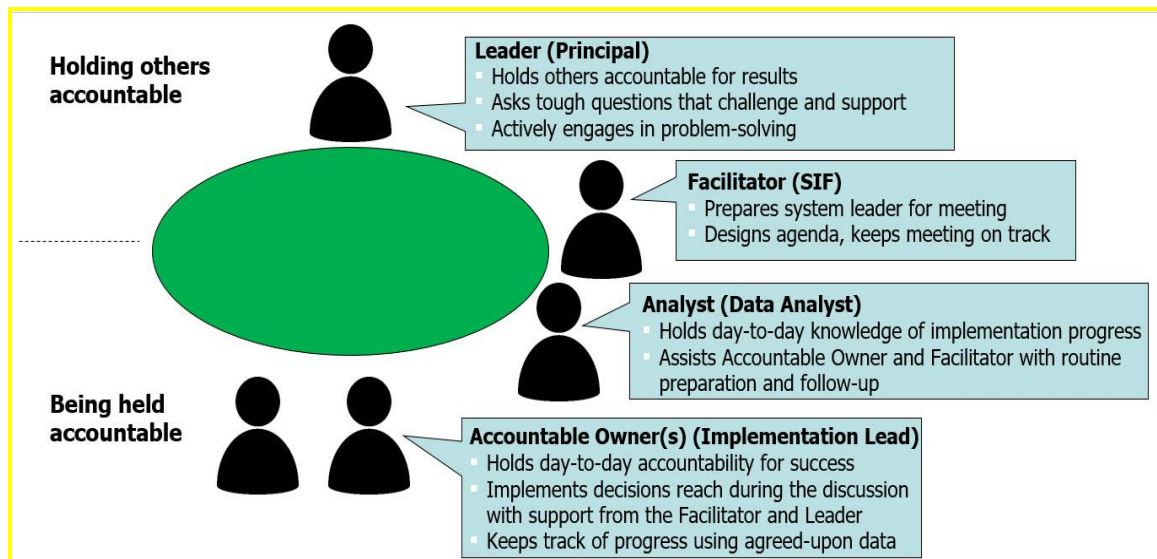 Holding others
accountable
Leader (Principal)
▪ Holds others accountable for results
▪ Asks tough questions that challenge and support
▪ Actively engages in problem-solving
Facilitator (SIF)
▪ Prepares system leader for meeting
▪ Designs agenda, keeps meeting on track
Analyst (Data Analyst)
▪ Holds day-to-day knowledge of implementation progress
▪ Assists Accountable Owner and Facilitator with routine
preparation and follow-up
Being held
accountable
Accountable Owner(s) (Implementation Lead)
▪ Holds day-to-day accountability for success
▪ Implements decisions reach during the discussion
with support from the Facilitator and Leader
▪ Keeps track of progress using agreed-upon data